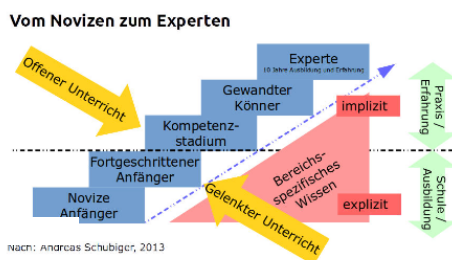 Vom Novizen zum Experten
Experte
10 Jahre Ausbildung und Erfahrung
Offener Unterricht
Gewandter
Könner
implizit
Praxis /
Erfahrung
Kompetenz-
stadium
Fortgeschrittener
Anfänger
Bereichs-
spezifisches
Wissen
Novize
Anfänger
Gelenkter Unterricht
explizit
Schule /
Ausbildung
Nach: Andreas Schubiger, 2013